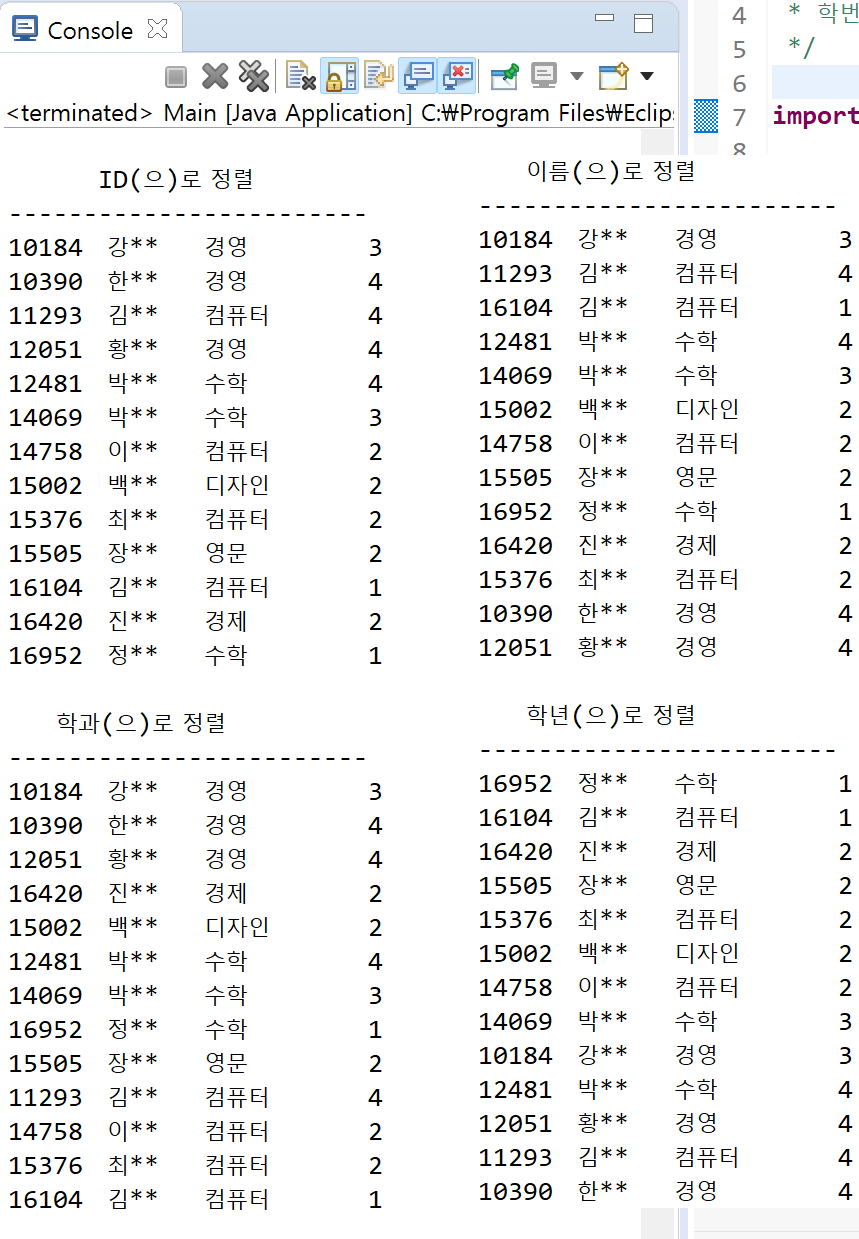 Console
<terminated> Main [Java Application] C:₩Program Files₩Eclip
4 * 학번
5 */
6
7 import
8
ID(으)로 정렬
------------------------
10184 강** 경영 3
10390 한** 경영 4
11293 김** 컴퓨터 4
12051 황** 경영 4
12481 박** 수학 4
14069 박** 수학 3
14758 이** 컴퓨터 2
15002 백** 디자인 2
15376 최** 컴퓨터 2
15505 장** 영문 2
16104 김** 컴퓨터 1
16420 진** 경제 2
16952 정** 수학 1
이름(으)로 정렬
------------------------
10184 강** 경영 3
11293 김** 컴퓨터 4
16104 김** 컴퓨터 1
12481 박** 수학 4
14069 박** 수학 3
15002 백** 디자인 2
14758 이** 컴퓨터 2
15505 장** 영문 2
16952 정** 수학 1
16420 진** 경제 2
15376 최** 컴퓨터 2
10390 한** 경영 4
12051 황** 경영 4
학과(으)로 정렬
------------------------
10184 강** 경영 3
10390 한** 경영 4
12051 황** 경영 4
16420 진** 경제 2
15002 백** 디자인 2
12481 박** 수학 4
14069 박** 수학 3
16952 정** 수학 1
15505 장** 영문 2
11293 김** 컴퓨터 4
14758 이** 컴퓨터 2
15376 최** 컴퓨터 2
16104 김** 컴퓨터 1
학년(으)로 정렬
------------------------
16952 정** 수학 1
16104 김** 컴퓨터 1
16420 진** 경제 2
15505 장** 영문 2
15376 최** 컴퓨터 2
15002 백** 디자인 2
14758 이** 컴퓨터 2
14069 박** 수학 3
10184 강** 경영 3
12481 박** 수학 4
12051 황** 경영 4
11293 김** 컴퓨터 4
10390 한** 경영 4